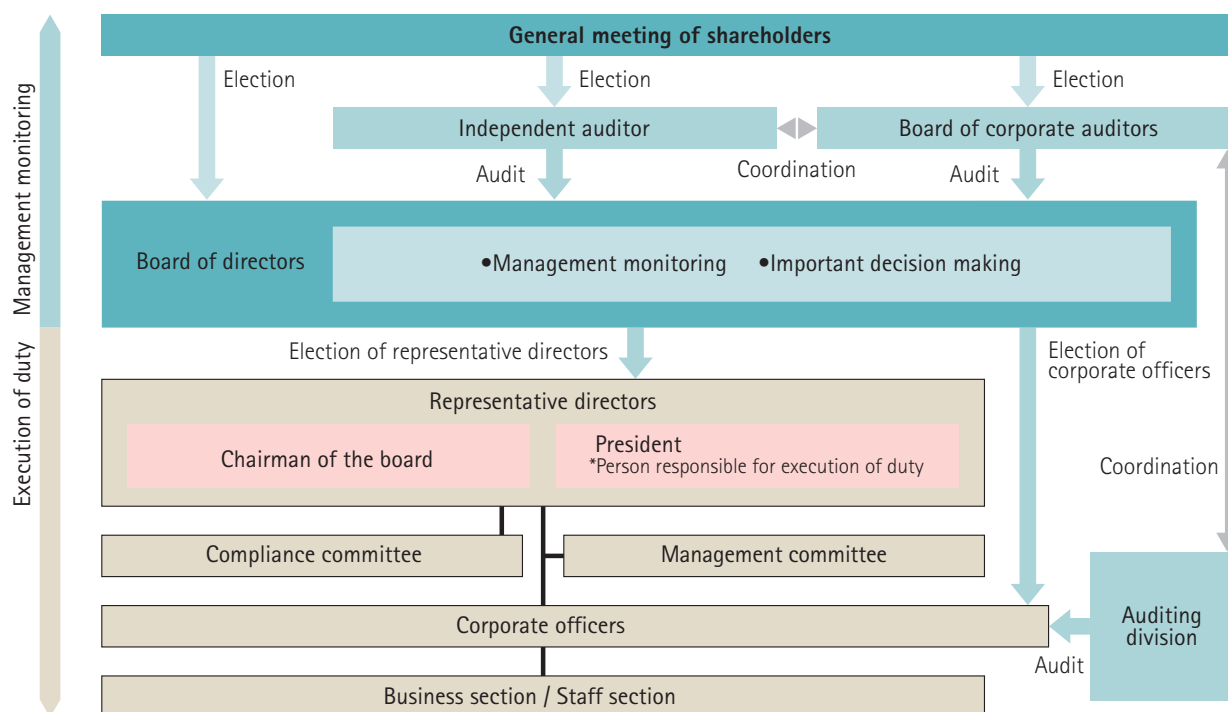 General meeting of shareholders
Election
Election
Election
Independent auditor
Board of corporate auditors
Coordination
Audit
Audit
Management monitoring
Board of directors
•Management monitoring •Important decision making
Election of representative directors
Election of
corporate officers
Execution of duty
Representative directors
Chairman of the board
President
*Person responsible for execution of duty
Coordination
Compliance committee
Management committee
Corporate officers
Auditing
division
Audit
Business section / Staff section